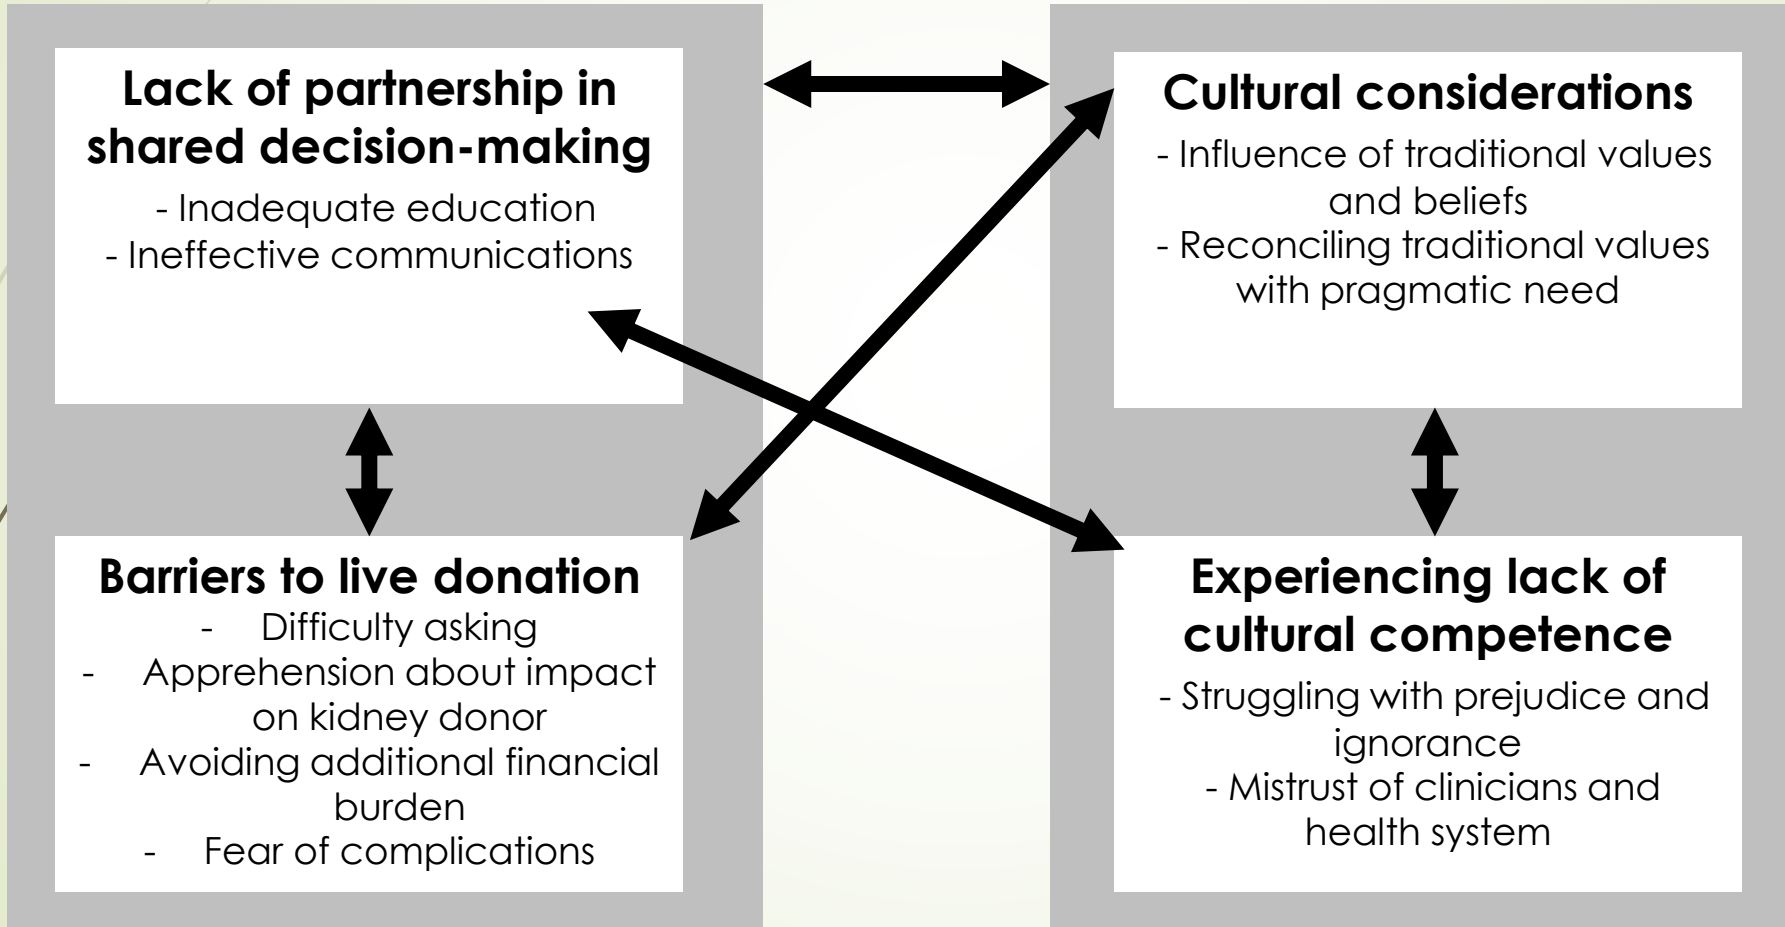 Lack of partnership in
shared decision-making
- Inadequate education
- Ineffective communications
Cultural considerations
- Influence of traditional values
and beliefs
- Reconciling traditional values
with pragmatic need
Barriers to live donation
- Difficulty asking
- Apprehension about impact
on kidney donor
- Avoiding additional financial
burden
- Fear of complications
Experiencing lack of
cultural competence
- Struggling with prejudice and
ignorance
- Mistrust of clinicians and
health system